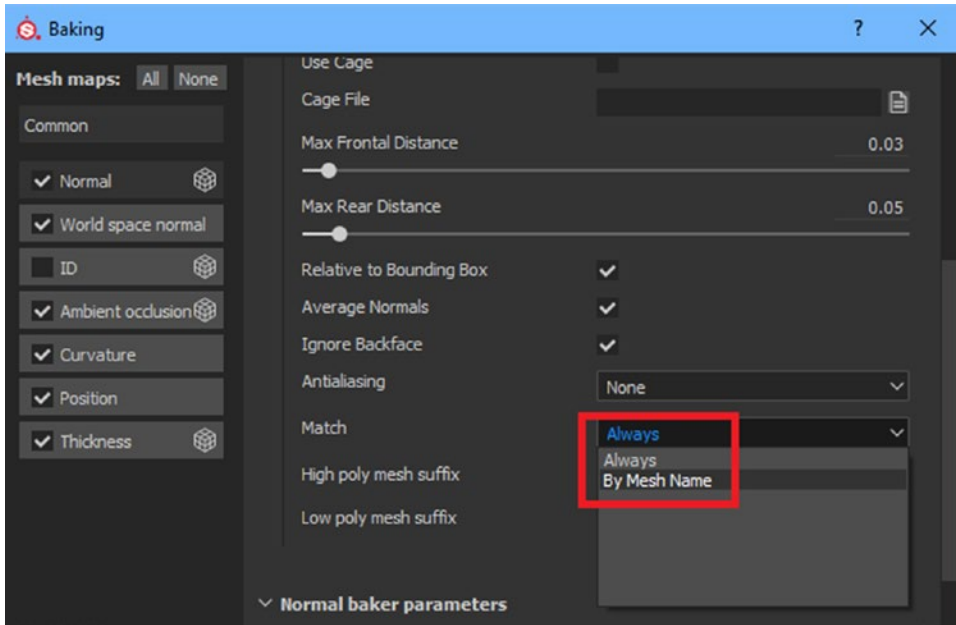 Baking ?
Mesh maps: All None
Common
Normal
World space normal
ID
Ambient occlusion
Curvature
Position
Thickness
Use Cage
Cage File
Max Frontal Distance 0.03
Max Rear Distance 0.05
Relative to Bounding Box
Average Normals
Ignore Backface
Antialiasing None
Match Always
Always
By Mesh Name
High poly mesh suffix
Low poly mesh suffix
Normal baker parameters